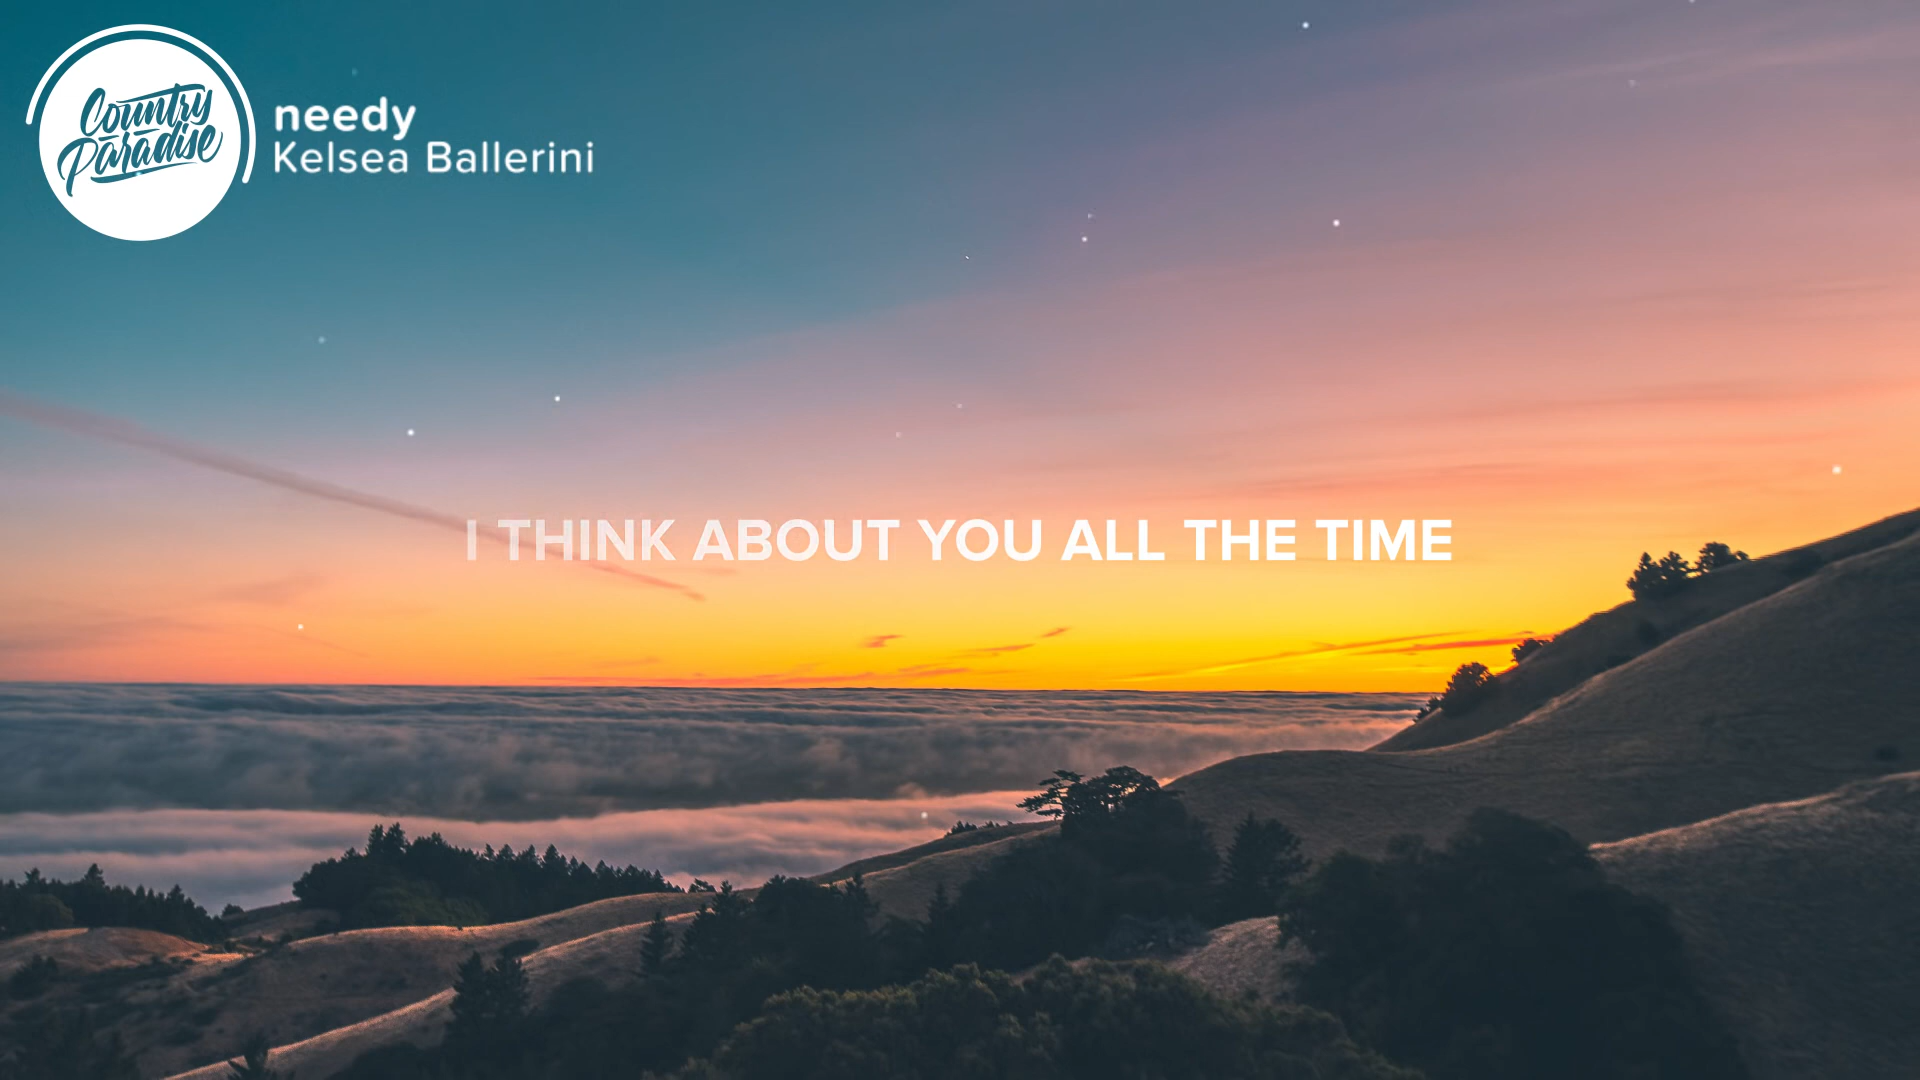 Country
Paradise
needy
Kelsea Ballerini
I THINK ABOUT YOU ALL THE TIME